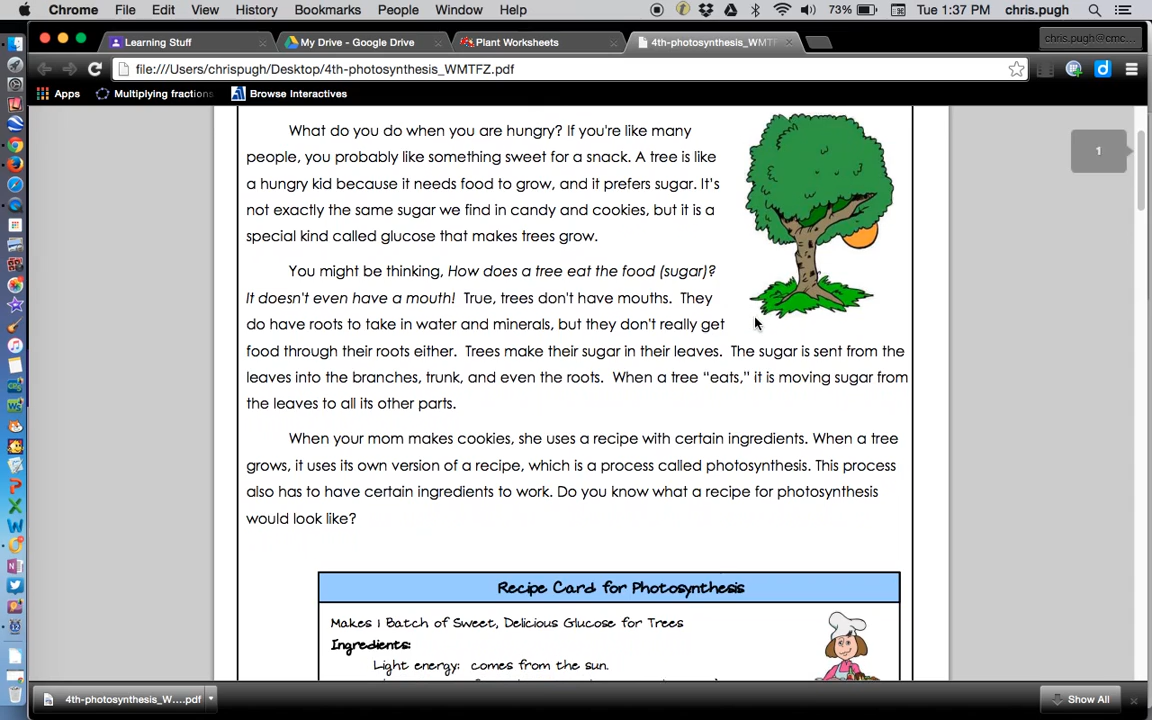 Chrome File Edit View History Bookmarks People Window Help 73% Tue 1:37 PM chris.pugh
Learning Stuff My Drive - Google Drive Plant Worksheets 4th-photosynthesis_WMTF chris.pugh@cmc...
file:///Users/chrispugh/Desktop/4th-photosynthesis_WMTFZ.pdf
Apps Multiplying fractions Browse Interactives
1
What do you do when you are hungry? If you're like many
people, you probably like something sweet for a snack. A tree is like
a hungry kid because it needs food to grow, and it prefers sugar. It's
not exactly the same sugar we find in candy and cookies, but it is a
special kind called glucose that makes trees grow.
You might be thinking, How does a tree eat the food (sugar)?
It doesn't even have a mouth! True, trees don't have mouths. They
do have roots to take in water and minerals, but they don't really get
food through their roots either. Trees make their sugar in their leaves. The sugar is sent from the
leaves into the branches, trunk, and even the roots. When a tree “eats,” it is moving sugar from
the leaves to all its other parts.
When your mom makes cookies, she uses a recipe with certain ingredients. When a tree
grows, it uses its own version of a recipe, which is a process called photosynthesis. This process
also has to have certain ingredients to work. Do you know what a recipe for photosynthesis
would look like?
Recipe Card for Photosynthesis
Makes 1 Batch of Sweet, Delicious Glucose for Trees
Ingredients:
Light energy: comes from the sun.
4th-photosynthesis_W....pdf Show All